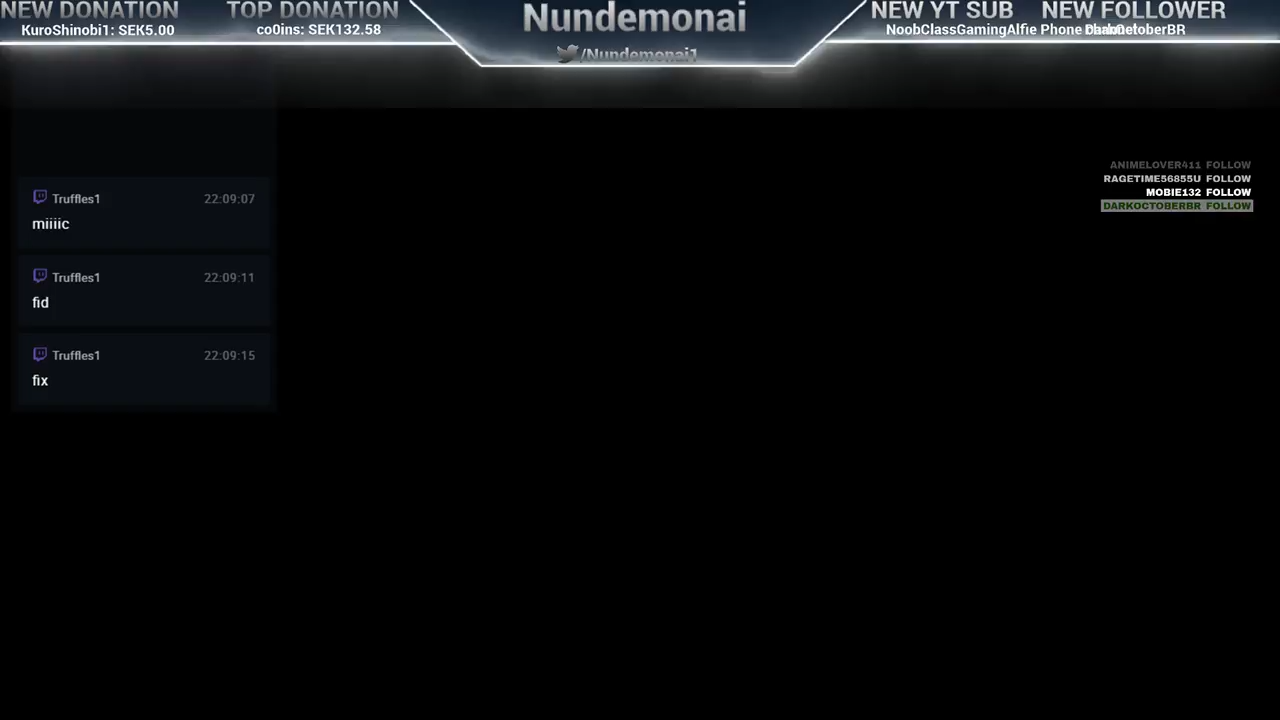 NEW DONATION
KuroShinobi1: SEK5.00
TOP DONATION
co0ins: SEK132.58
Nundemonai
/Nundemonai1
NEW YT SUB
NoobClassGamingAlfie Phone
NEW FOLLOWER
ANIMELOVER411 FOLLOW
RAGETIME56855U FOLLOW
MOBIE132 FOLLOW
DARKOCTOBERBR FOLLOW
Truffles1 22:09:07
miiiic
Truffles1 22:09:11
fid
Truffles1 22:09:15
fix